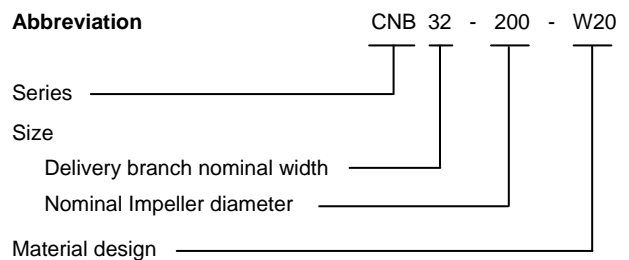 Abbreviation CNB 32 - 200 - W20
Series
Size
Delivery branch nominal width
Nominal Impeller diameter
Material design